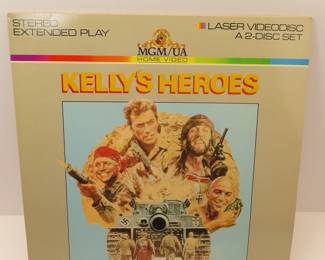 STEREO
EXTENDED PLAY
MGM/UA
HOME VIDEO
LASER VIDEODISC
A 2-DISC SET
KELLY'S HEROES